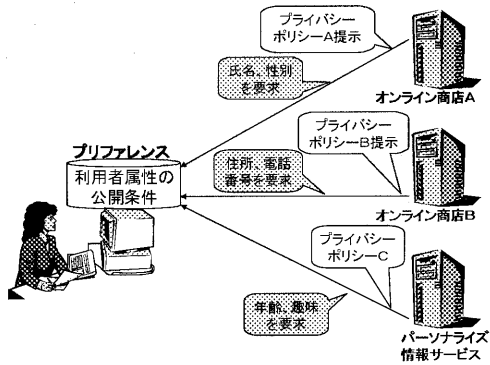 プライバシー
ポリシーA提示
氏名、性別
を要求
オンライン商店A
プリファレンス
利用者属性の
公開条件
プライバシー
ポリシーB提示
住所、電話
番号を要求
オンライン商店B
プライバシー
ポリシーC
年齢、趣味
を要求
パーソナライズ
情報サービス